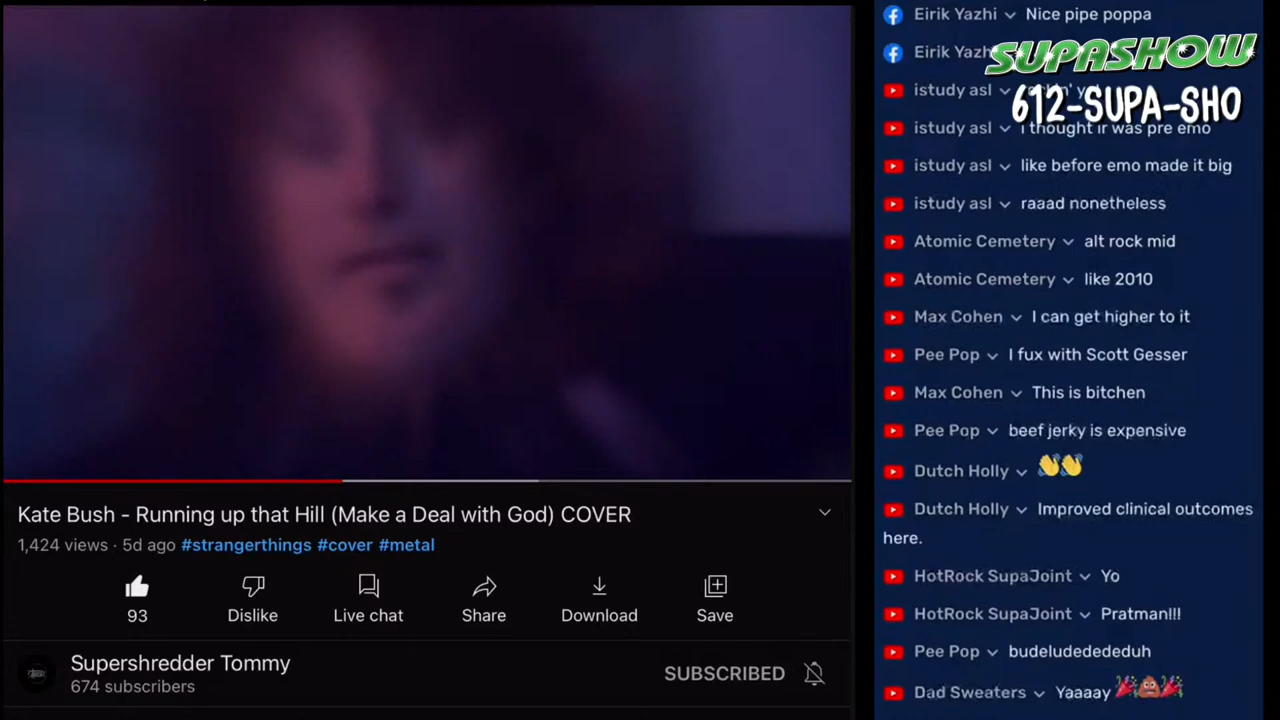 Kate Bush - Running up that Hill (Make a Deal with God) COVER
1,424 views · 5d ago #strangerthings #cover #metal
93
Dislike
Live chat
Share
Download
Save
Supershredder Tommy
674 subscribers
SUBSCRIBED
SUPASHOW
612-SUPA-SHO
Eirik Yazhi Nice pipe poppa
Eirik
istudy asl
istudy asl I thought ir was pre emo
istudy asl like before emo made it big
istudy asl raaad nonetheless
Atomic Cemetery alt rock mid
Atomic Cemetery like 2010
Max Cohen I can get higher to it
Pee Pop I fux with Scott Gesser
Max Cohen This is bitchen
Pee Pop beef jerky is expensive
Dutch Holly 👋👋
Dutch Holly Improved clinical outcomes
here.
HotRock SupaJoint Yo
HotRock SupaJoint Pratman!!!
Pee Pop budeludedededuh
Dad Sweaters Yaaaay 🎉💩🎉